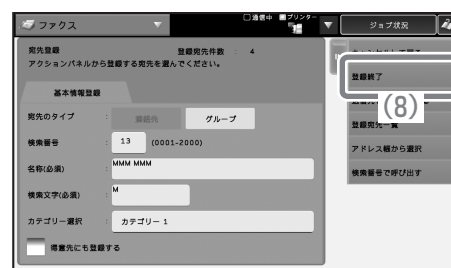 ファクス
通信中 プリンター
ジョブ状況
宛先登録 登録宛先件数 : 4
アクションパネルから登録する宛先を選んでください。
基本情報登録
宛先のタイプ : 直接先 グループ
検索番号 : 13 (0001-2000)
名称(必須) : MMM MMM
検索文字(必須) : M
カテゴリー選択 : カテゴリー 1
得意先にも登録する
登録終了
(8)
登録宛先一覧
アドレス帳から選択
検索番号で呼び出す